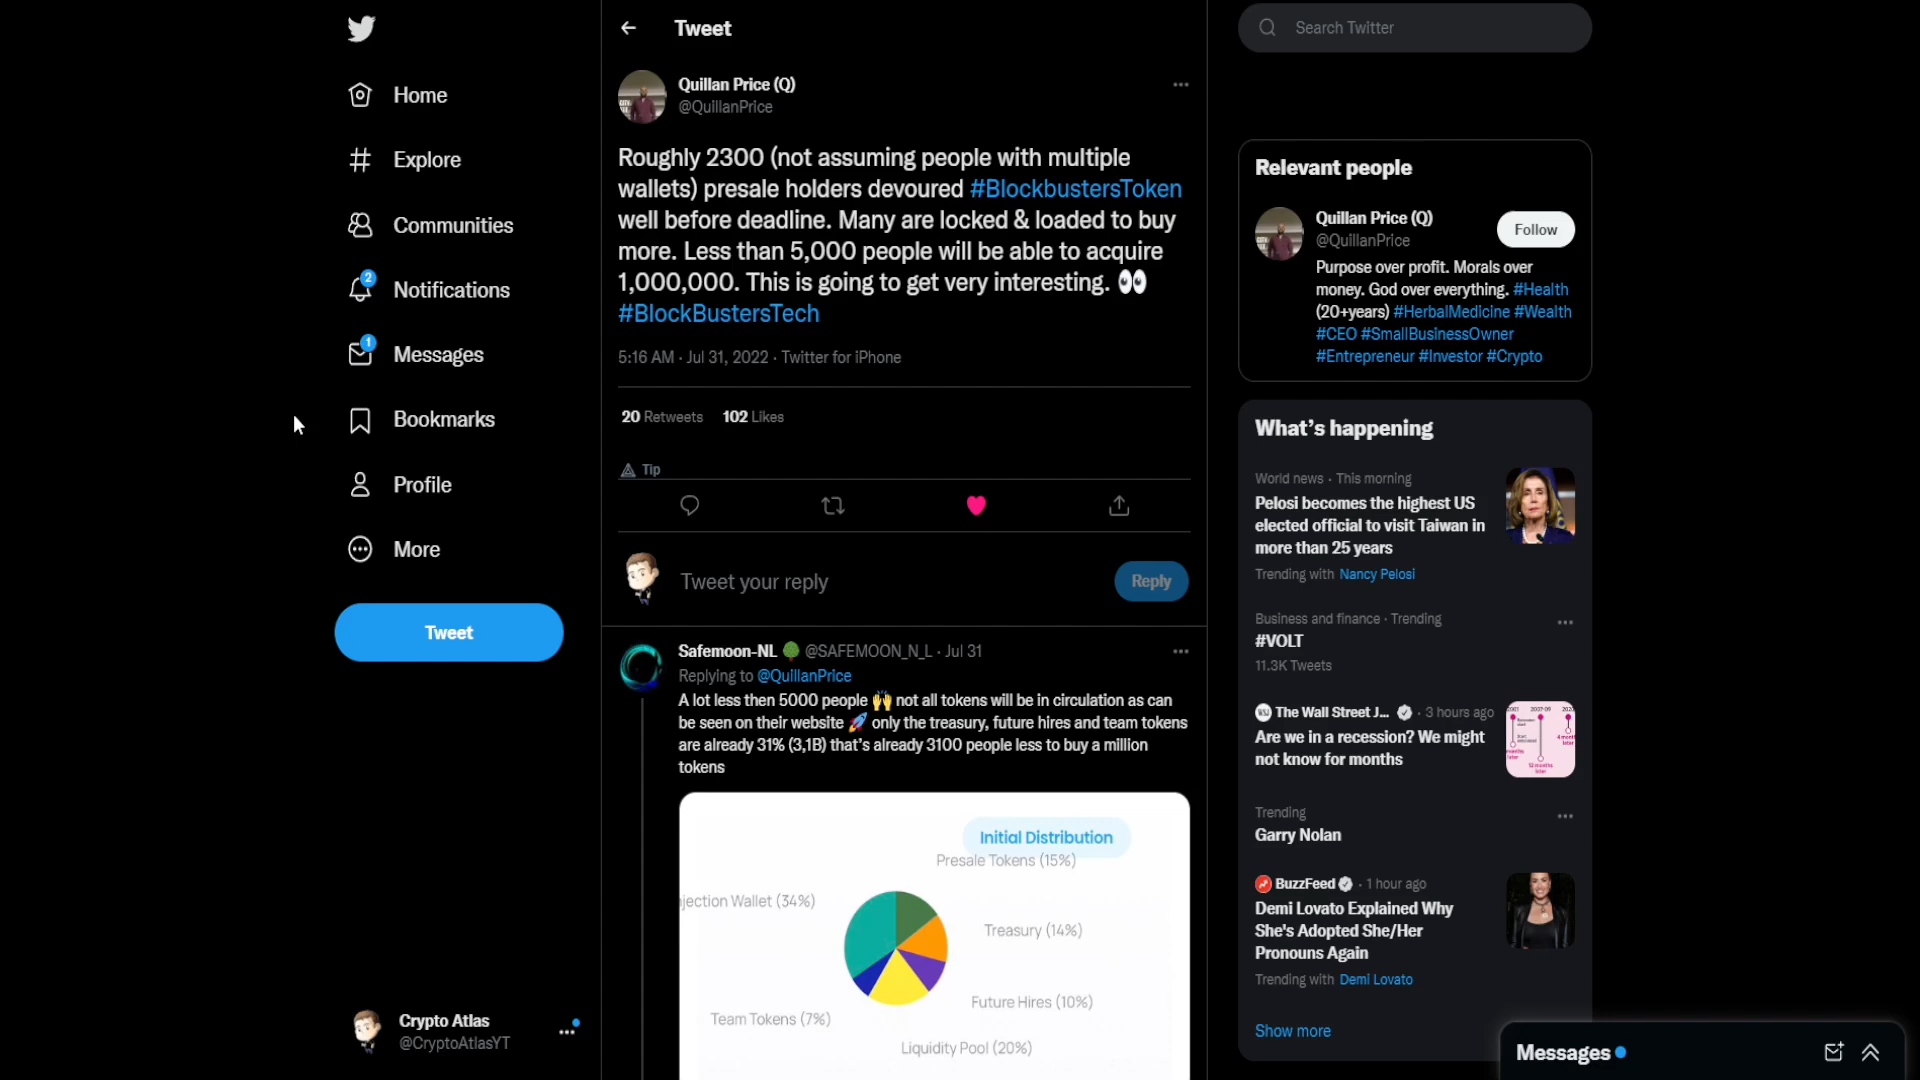 Home
Explore
Communities
2
Notifications
1
Messages
Bookmarks
Profile
More
Tweet
Crypto Atlas
@CryptoAtlasYT
Tweet
Quillan Price (Q)
@QuillanPrice
Roughly 2300 (not assuming people with multiple
wallets) presale holders devoured #BlockbustersToken
well before deadline. Many are locked & loaded to buy
more. Less than 5,000 people will be able to acquire
1,000,000. This is going to get very interesting. 👀
#BlockBustersTech
5:16 AM · Jul 31, 2022 · Twitter for iPhone
20 Retweets 102 Likes
Tip
Tweet your reply
Reply
Safemoon-NL 🌳 @SAFEMOON_N_L · Jul 31
Replying to @QuillanPrice
A lot less then 5000 people 🙌 not all tokens will be in circulation as can
be seen on their website 🚀 only the treasury, future hires and team tokens
are already 31% (3,1B) that's already 3100 people less to buy a million
tokens
Initial Distribution
Presale Tokens (15%)
jection Wallet (34%)
Treasury (14%)
Future Hires (10%)
Team Tokens (7%)
Liquidity Pool (20%)
Search Twitter
Relevant people
Quillan Price (Q)
@QuillanPrice
Follow
Purpose over profit. Morals over
money. God over everything. #Health
(20+years) #HerbalMedicine #Wealth
#CEO #SmallBusinessOwner
#Entrepreneur #Investor #Crypto
What's happening
World news · This morning
Pelosi becomes the highest US
elected official to visit Taiwan in
more than 25 years
Trending with Nancy Pelosi
Business and finance · Trending
#VOLT
11.3K Tweets
The Wall Street J... · 3 hours ago
Are we in a recession? We might
not know for months
Trending
Garry Nolan
BuzzFeed · 1 hour ago
Demi Lovato Explained Why
She's Adopted She/Her
Pronouns Again
Trending with Demi Lovato
Show more
Messages